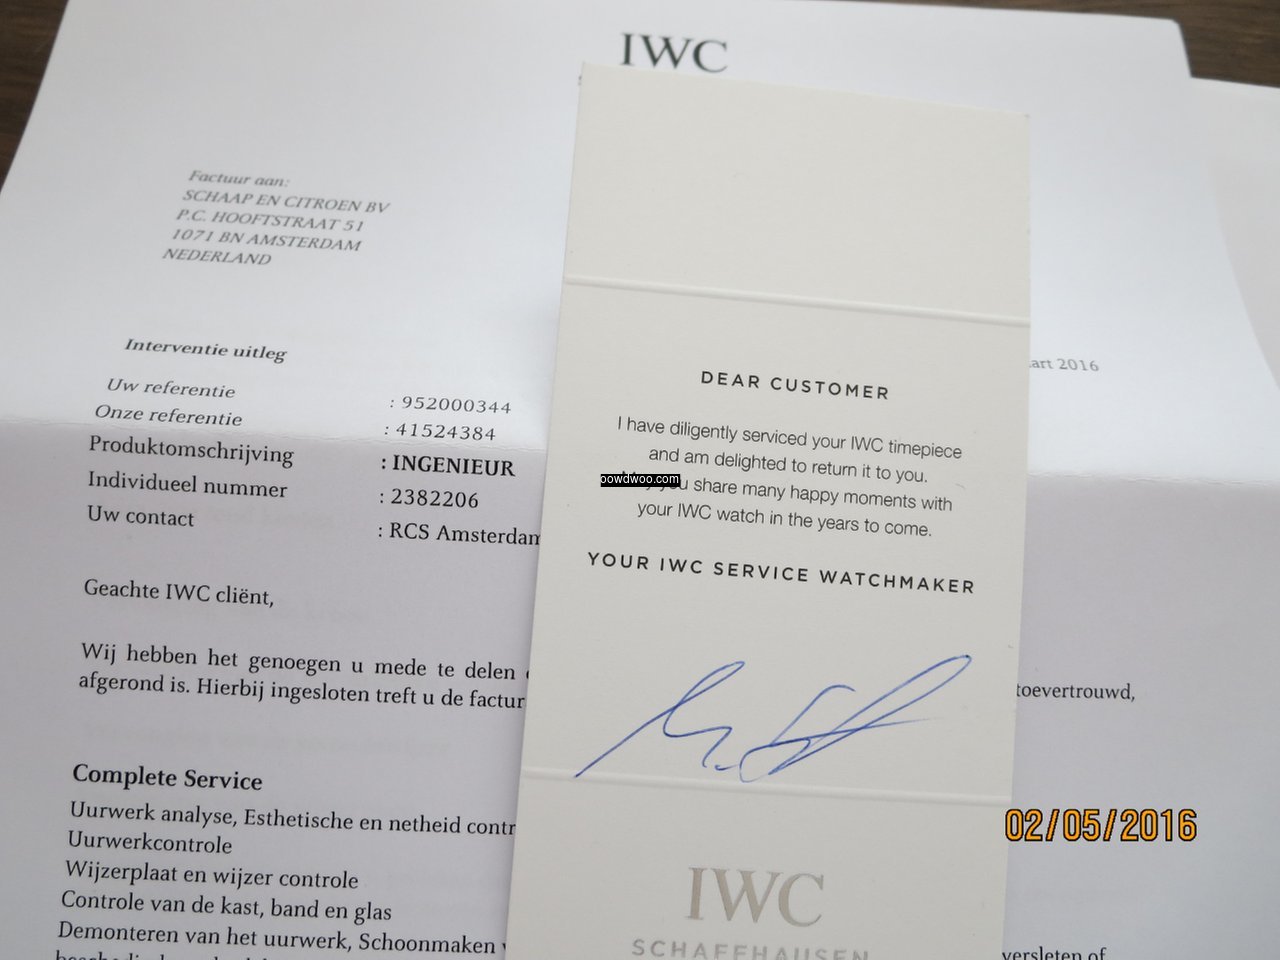 IWC
Factuur aan:
SCHAAP EN CITROEN BV
P.C. HOOFTSTRAAT 51
1071 BN AMSTERDAM
NEDERLAND
2016
Interventie uitleg
Uw referentie : 952000344
Onze referentie : 41524384
Produktomschrijving : INGENIEUR
Individueel nummer : 2382206
Uw contact : RCS Amsterdam
Geachte IWC cliënt,
Wij hebben het genoegen u mede te delen
toevertrouwd,
afgerond is. Hierbij ingesloten treft u de factur
Complete Service
Uurwerk analyse, Esthetische en netheid contr
Uurwerkcontrole
Wijzerplaat en wijzer controle
Controle van de kast, band en glas
Demonteren van het uurwerk, Schoonmaken
versleten of
DEAR CUSTOMER
I have diligently serviced your IWC timepiece
and am delighted to return it to you.
you share many happy moments with
your IWC watch in the years to come.
YOUR IWC SERVICE WATCHMAKER
IWC
SCHAFFHAUSEN
oowdwoo.com
02/05/2016